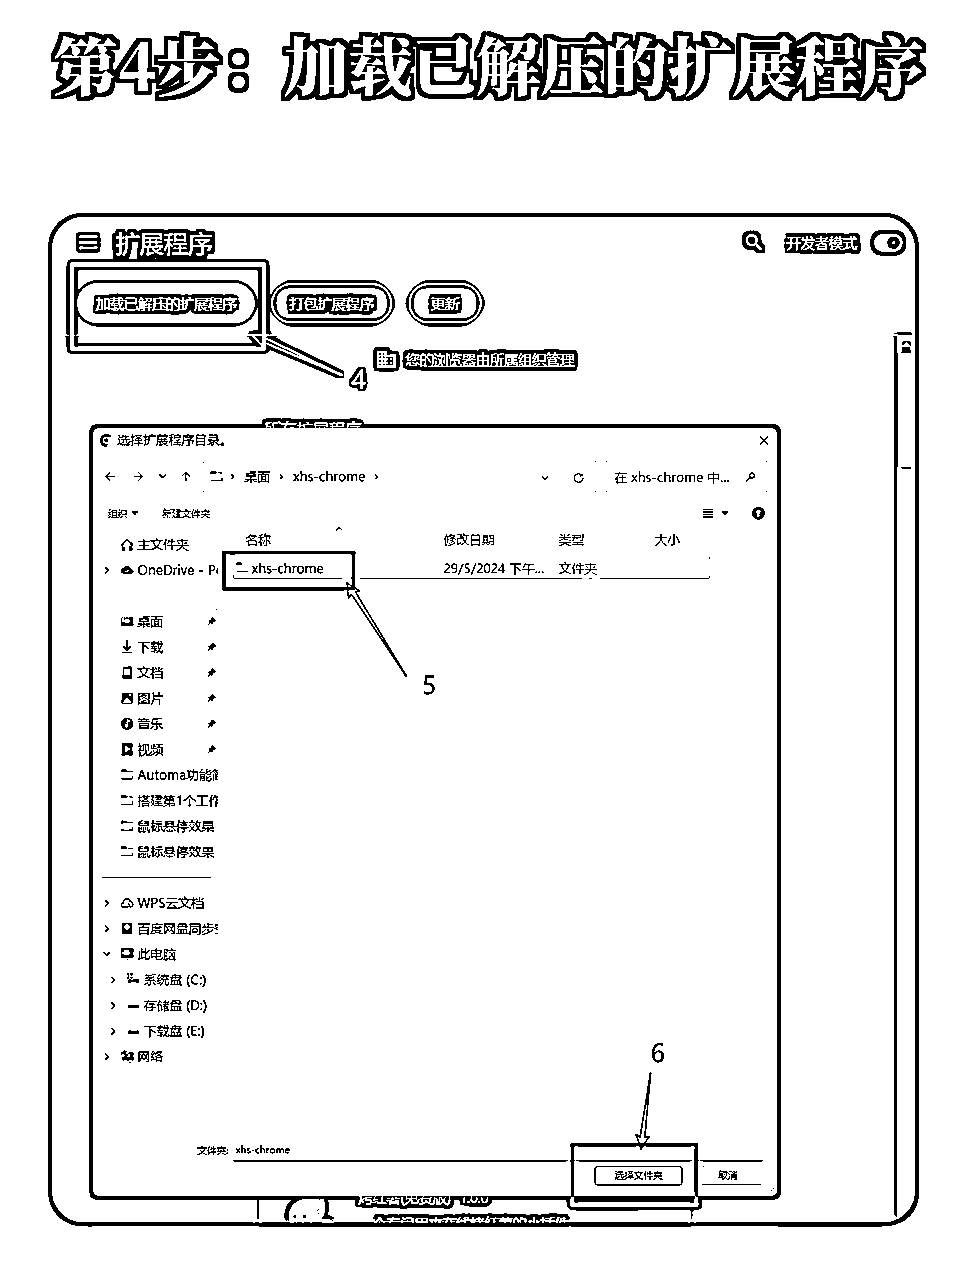 第4步：加载已解压的扩展程序
扩展程序
开发者模式
加载已解压的扩展程序
打包扩展程序
更新
4
您的浏览器由所属组织管理
所有扩展程序
选择扩展程序目录。
桌面 › xhs-chrome ›
在 xhs-chrome 中...
组织
新建文件夹
名称 修改日期 类型 大小
主文件夹
xhs-chrome 29/5/2024 下午... 文件夹
OneDrive - Pe
5
桌面
下载
文档
图片
音乐
视频
Automa功能简
搭建第1个工作
鼠标悬停效果
鼠标悬停效果
WPS云文档
百度网盘同步空
此电脑
系统盘 (C:)
存储盘 (D:)
下载盘 (E:)
网络
6
文件夹: xhs-chrome
选择文件夹
取消